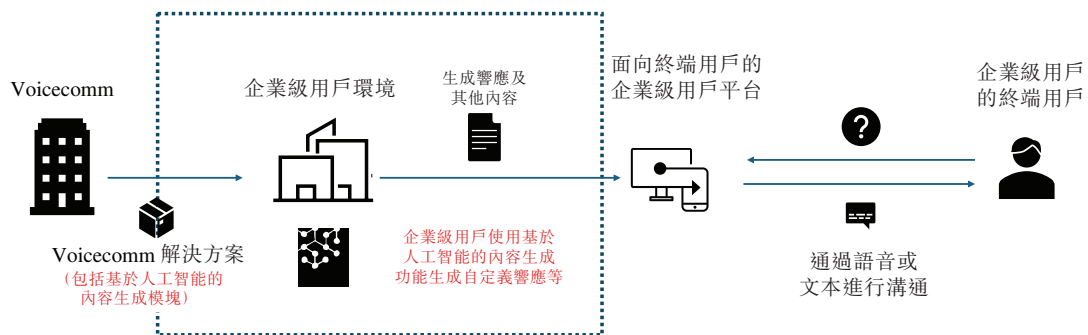 Voicecomm
Voicecomm 解決方案
(包括基於人工智能的
內容生成模塊)
企業級用戶環境
生成響應及
其他內容
企業級用戶使用基於
人工智能的內容生成
功能生成自定義響應等
面向終端用戶的
企業級用戶平台
?
通過語音或
文本進行溝通
企業級用戶
的終端用戶